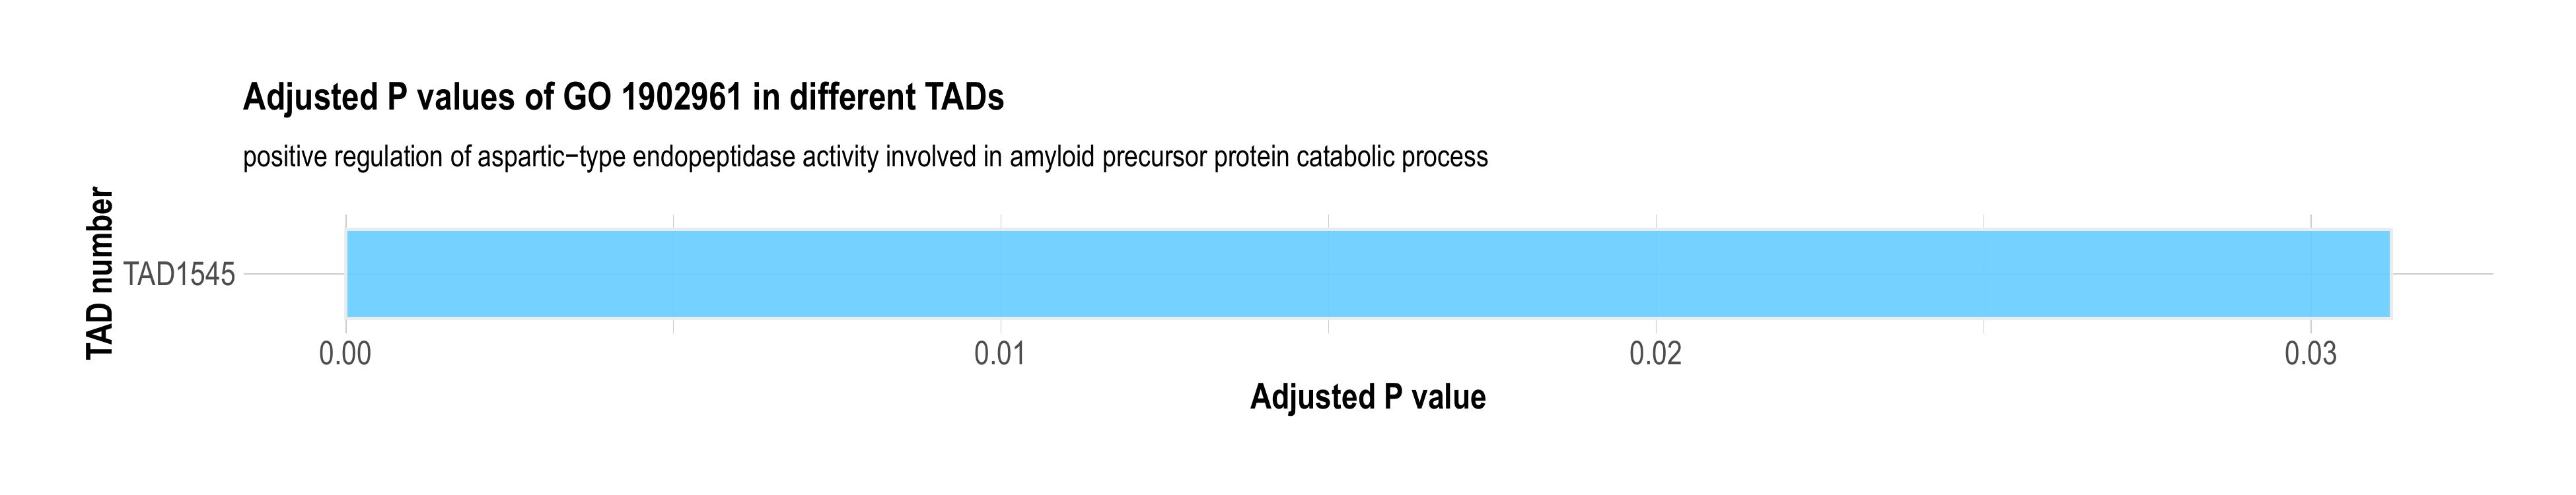 Adjusted P values of GO 1902961 in different TADs
positive regulation of aspartic−type endopeptidase activity involved in amyloid precursor protein catabolic process
TAD number
TAD1545
0.00 0.01 0.02 0.03
Adjusted P value